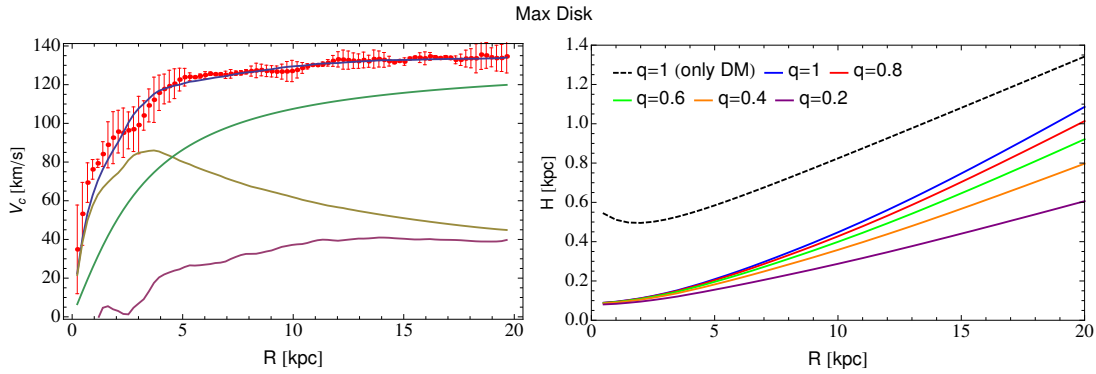 Max Disk
V_c [km/s]
140
120
100
80
60
40
20
0
0 5 10 15 20
R [kpc]
H [kpc]
1.4
1.2
1.0
0.8
0.6
0.4
0.2
0.0
0 5 10 15 20
R [kpc]
q=1 (only DM) q=1 q=0.8
q=0.6 q=0.4 q=0.2